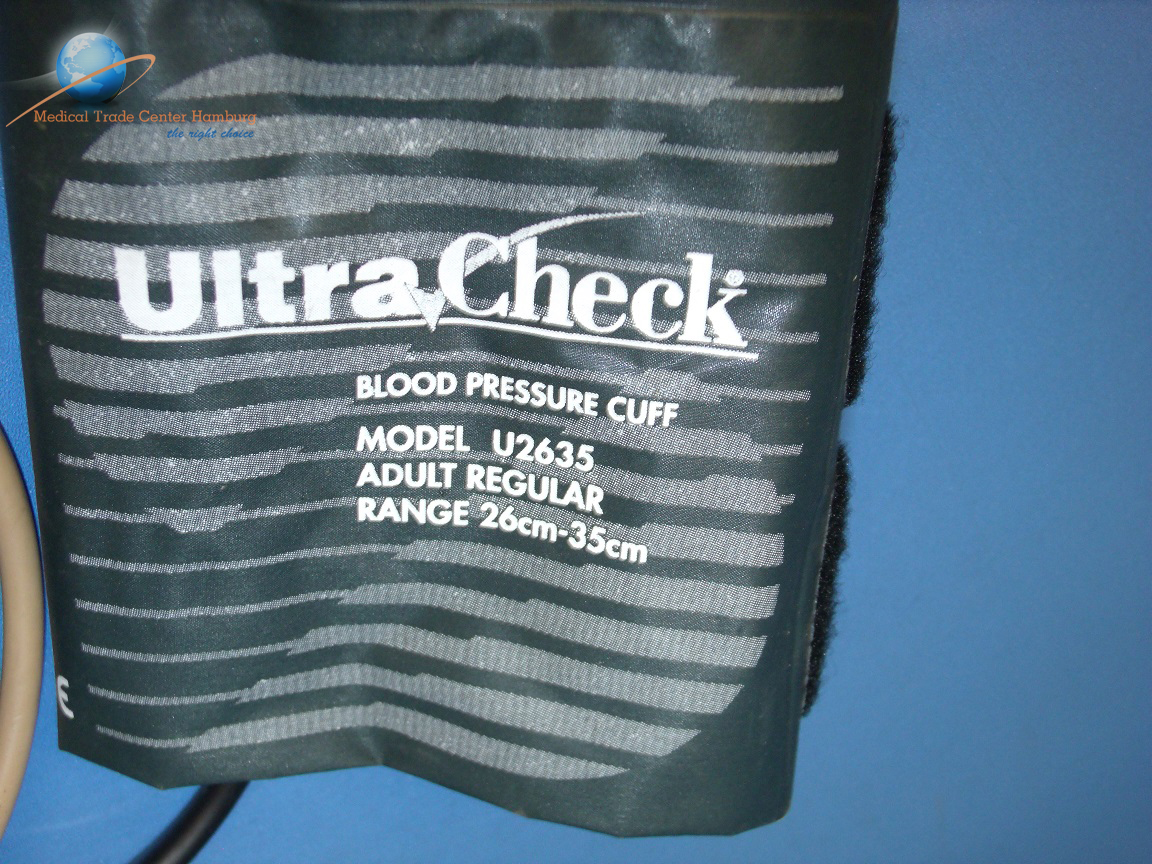 Medical Trade Center Hamburg
the right choice
UltraCheck®
BLOOD PRESSURE CUFF
MODEL U2635
ADULT REGULAR
RANGE 26cm-35cm